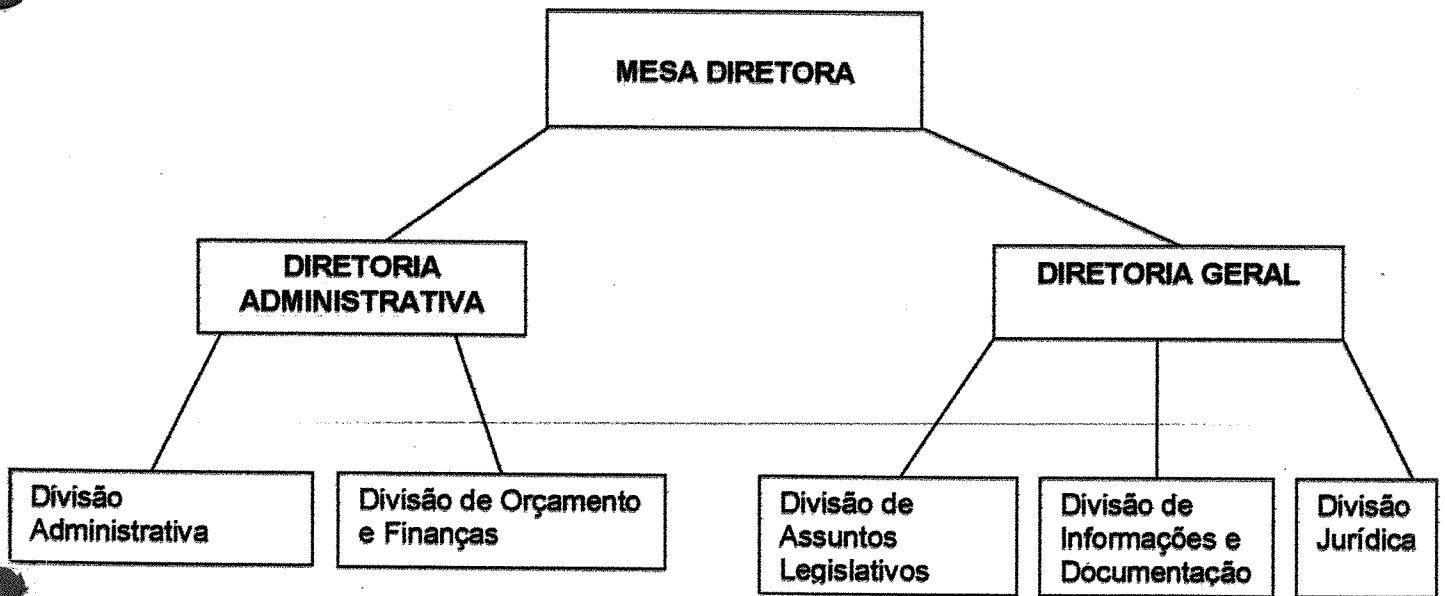 MESA DIRETORA
DIRETORIA
ADMINISTRATIVA
DIRETORIA GERAL
Divisão
Administrativa
Divisão de Orçamento
e Finanças
Divisão de
Assuntos
Legislativos
Divisão de
Informações e
Documentação
Divisão
Jurídica